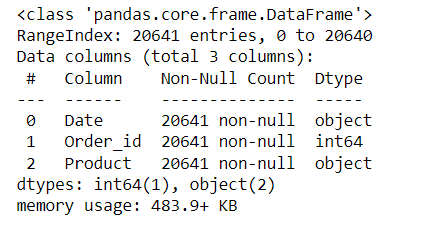 <class 'pandas.core.frame.DataFrame'>
RangeIndex: 20641 entries, 0 to 20640
Data columns (total 3 columns):
 #   Column    Non-Null Count  Dtype
---  ------    --------------  -----
 0   Date      20641 non-null  object
 1   Order_id  20641 non-null  int64
 2   Product   20641 non-null  object
dtypes: int64(1), object(2)
memory usage: 483.9+ KB